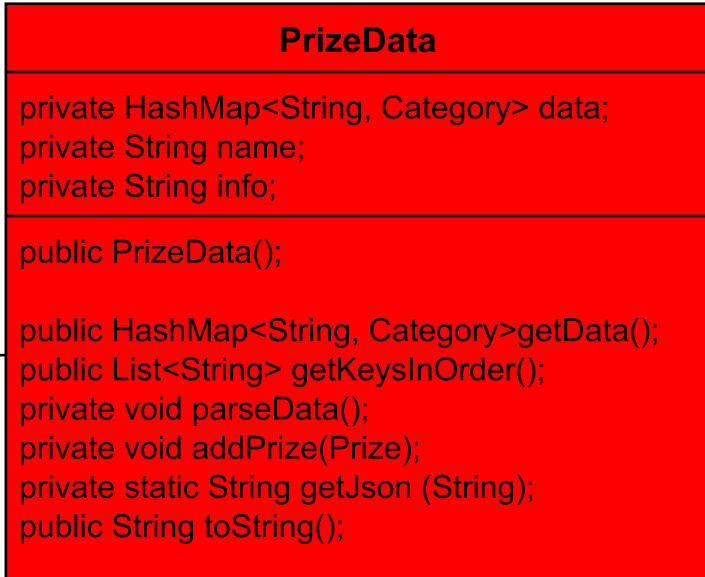 PrizeData
private HashMap<String, Category> data;
private String name;
private String info;
public PrizeData();
public HashMap<String, Category>getData();
public List<String> getKeysInOrder();
private void parseData();
private void addPrize(Prize);
private static String getJson (String);
public String toString();